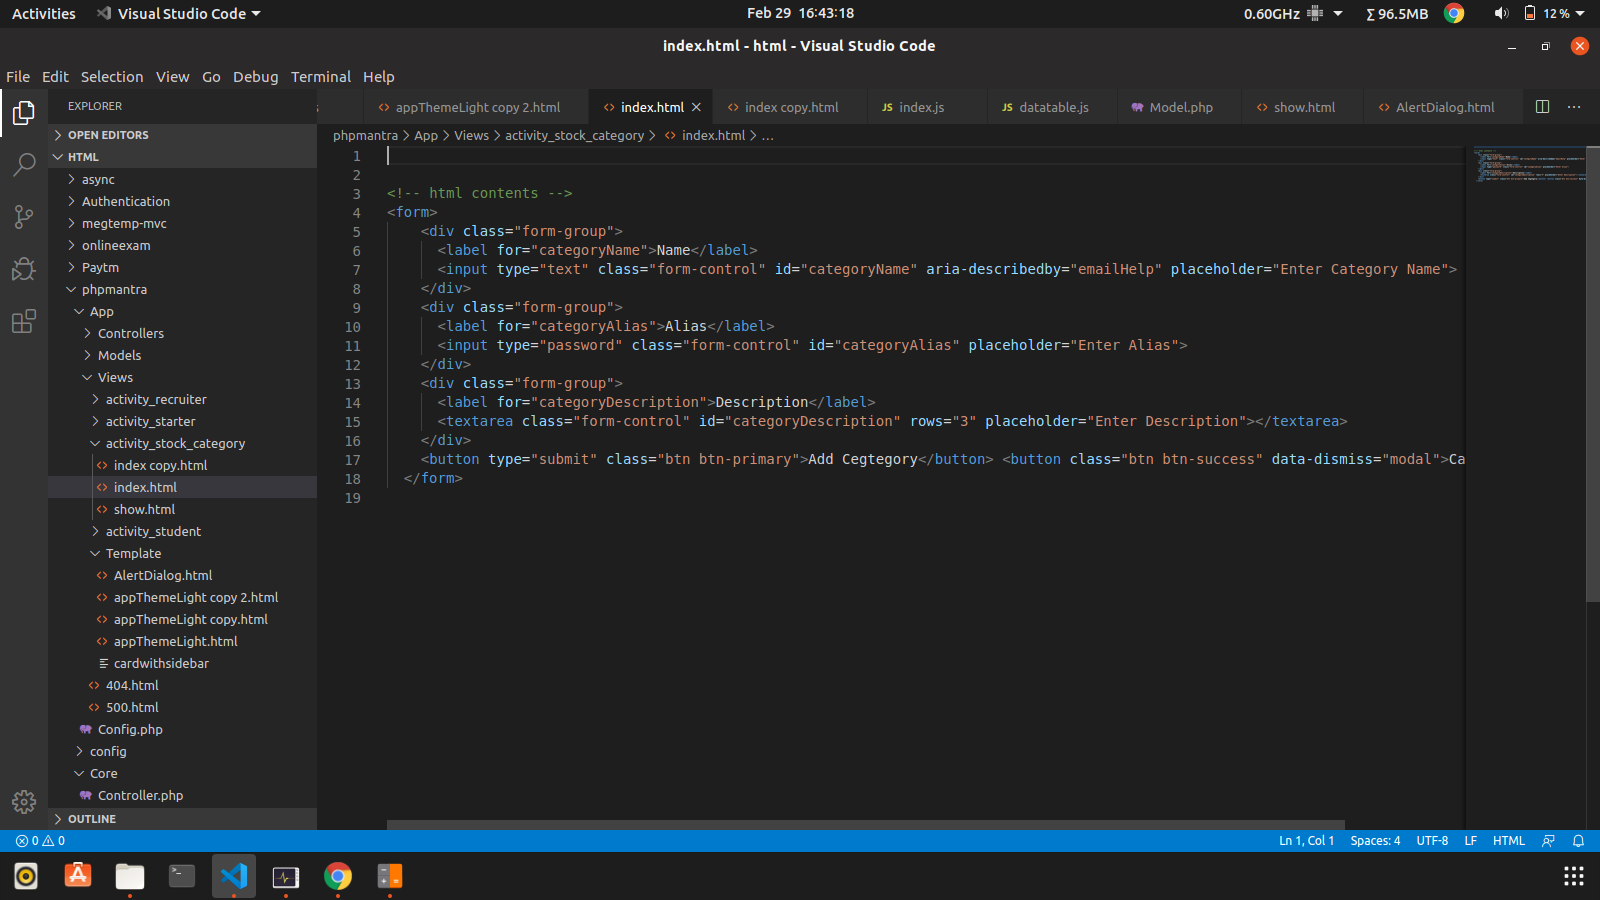 Activities Visual Studio Code Feb 29 16:43:18 0.60GHz Σ 96.5MB 12 %
index.html - html - Visual Studio Code
File Edit Selection View Go Debug Terminal Help
EXPLORER
appThemeLight copy 2.html index.html index copy.html JS index.js JS datatable.js Model.php show.html AlertDialog.html
phpmantra > App > Views > activity_stock_category > index.html > ...
OPEN EDITORS
HTML
async
Authentication
megtemp-mvc
onlineexam
Paytm
phpmantra
App
Controllers
Models
Views
activity_recruiter
activity_starter
activity_stock_category
index copy.html
index.html
show.html
activity_student
Template
AlertDialog.html
appThemeLight copy 2.html
appThemeLight copy.html
appThemeLight.html
cardwithsidebar
404.html
500.html
Config.php
config
Core
Controller.php
OUTLINE
1
2
3 <!-- html contents -->
4 <form>
5 <div class="form-group">
6 <label for="categoryName">Name</label>
7 <input type="text" class="form-control" id="categoryName" aria-describedby="emailHelp" placeholder="Enter Category Name">
8 </div>
9 <div class="form-group">
10 <label for="categoryAlias">Alias</label>
11 <input type="password" class="form-control" id="categoryAlias" placeholder="Enter Alias">
12 </div>
13 <div class="form-group">
14 <label for="categoryDescription">Description</label>
15 <textarea class="form-control" id="categoryDescription" rows="3" placeholder="Enter Description"></textarea>
16 </div>
17 <button type="submit" class="btn btn-primary">Add Cegtegory</button> <button class="btn btn-success" data-dismiss="modal">Ca
18 </form>
19
0 0 Ln 1, Col 1 Spaces: 4 UTF-8 LF HTML